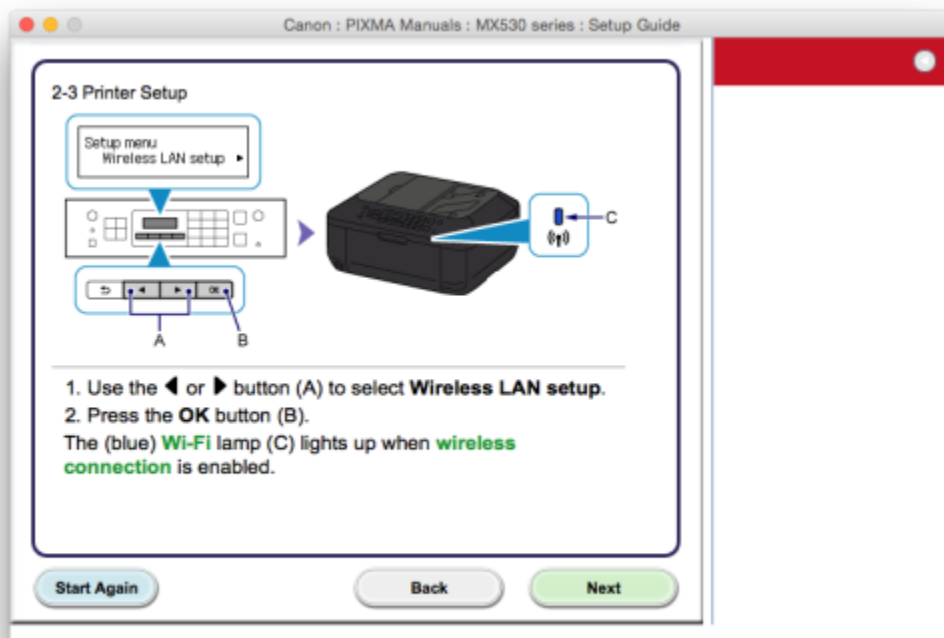 Canon : PIXMA Manuals : MX530 series : Setup Guide
2-3 Printer Setup
Setup menu
Wireless LAN setup
C
OK
A
B
1. Use the ◀ or ▶ button (A) to select Wireless LAN setup.
2. Press the OK button (B).
The (blue) Wi-Fi lamp (C) lights up when wireless
connection is enabled.
Start Again
Back
Next